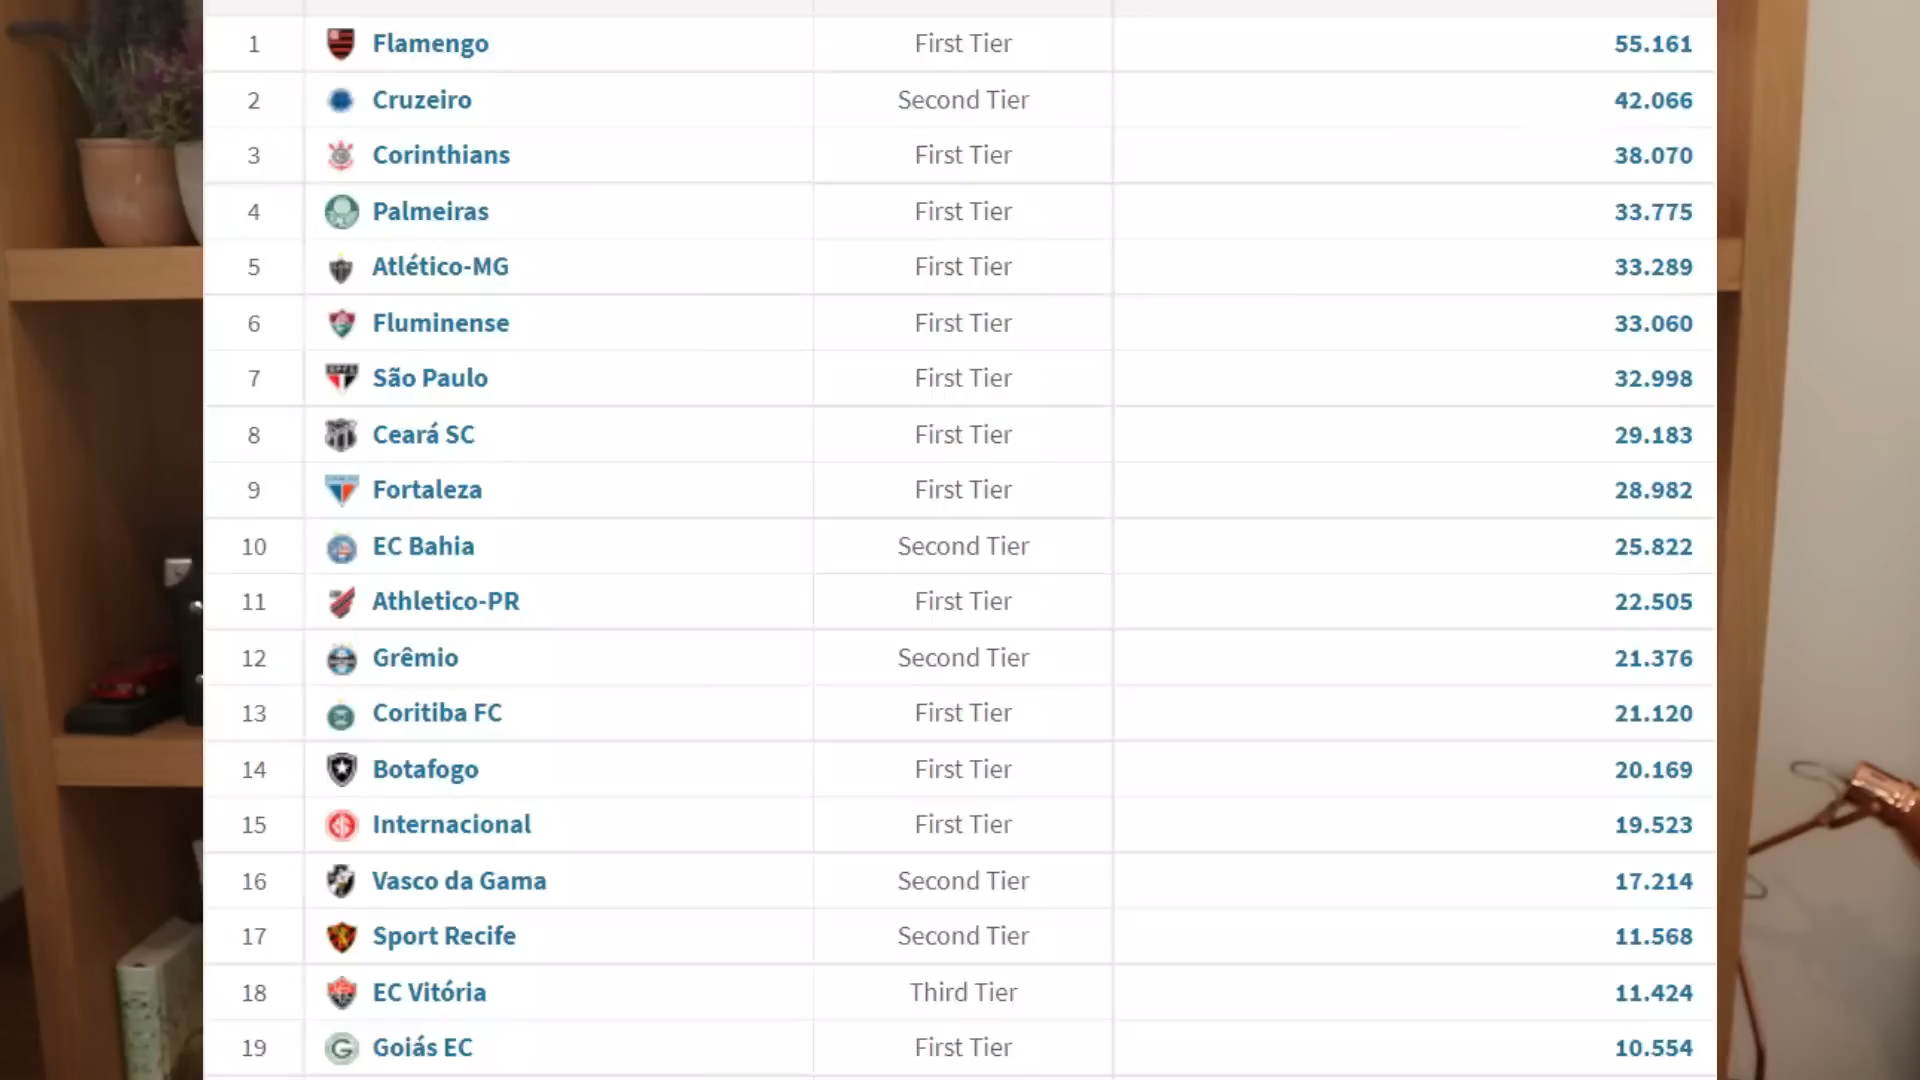 1 Flamengo First Tier 55.161
2 Cruzeiro Second Tier 42.066
3 Corinthians First Tier 38.070
4 Palmeiras First Tier 33.775
5 Atlético-MG First Tier 33.289
6 Fluminense First Tier 33.060
7 São Paulo First Tier 32.998
8 Ceará SC First Tier 29.183
9 Fortaleza First Tier 28.982
10 EC Bahia Second Tier 25.822
11 Athletico-PR First Tier 22.505
12 Grêmio Second Tier 21.376
13 Coritiba FC First Tier 21.120
14 Botafogo First Tier 20.169
15 Internacional First Tier 19.523
16 Vasco da Gama Second Tier 17.214
17 Sport Recife Second Tier 11.568
18 EC Vitória Third Tier 11.424
19 Goiás EC First Tier 10.554